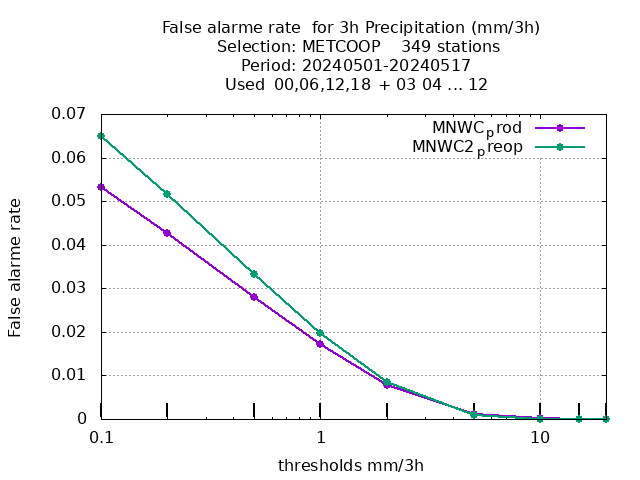 False alarme rate  for 3h Precipitation (mm/3h)
Selection: METCOOP    349 stations
Period: 20240501-20240517
Used  00,06,12,18 + 03 04 ... 12
MNWCprod
MNWC2preop
0.07
0.06
0.05
0.04
0.03
0.02
0.01
0
False alarme rate
0.1 1 10
thresholds mm/3h